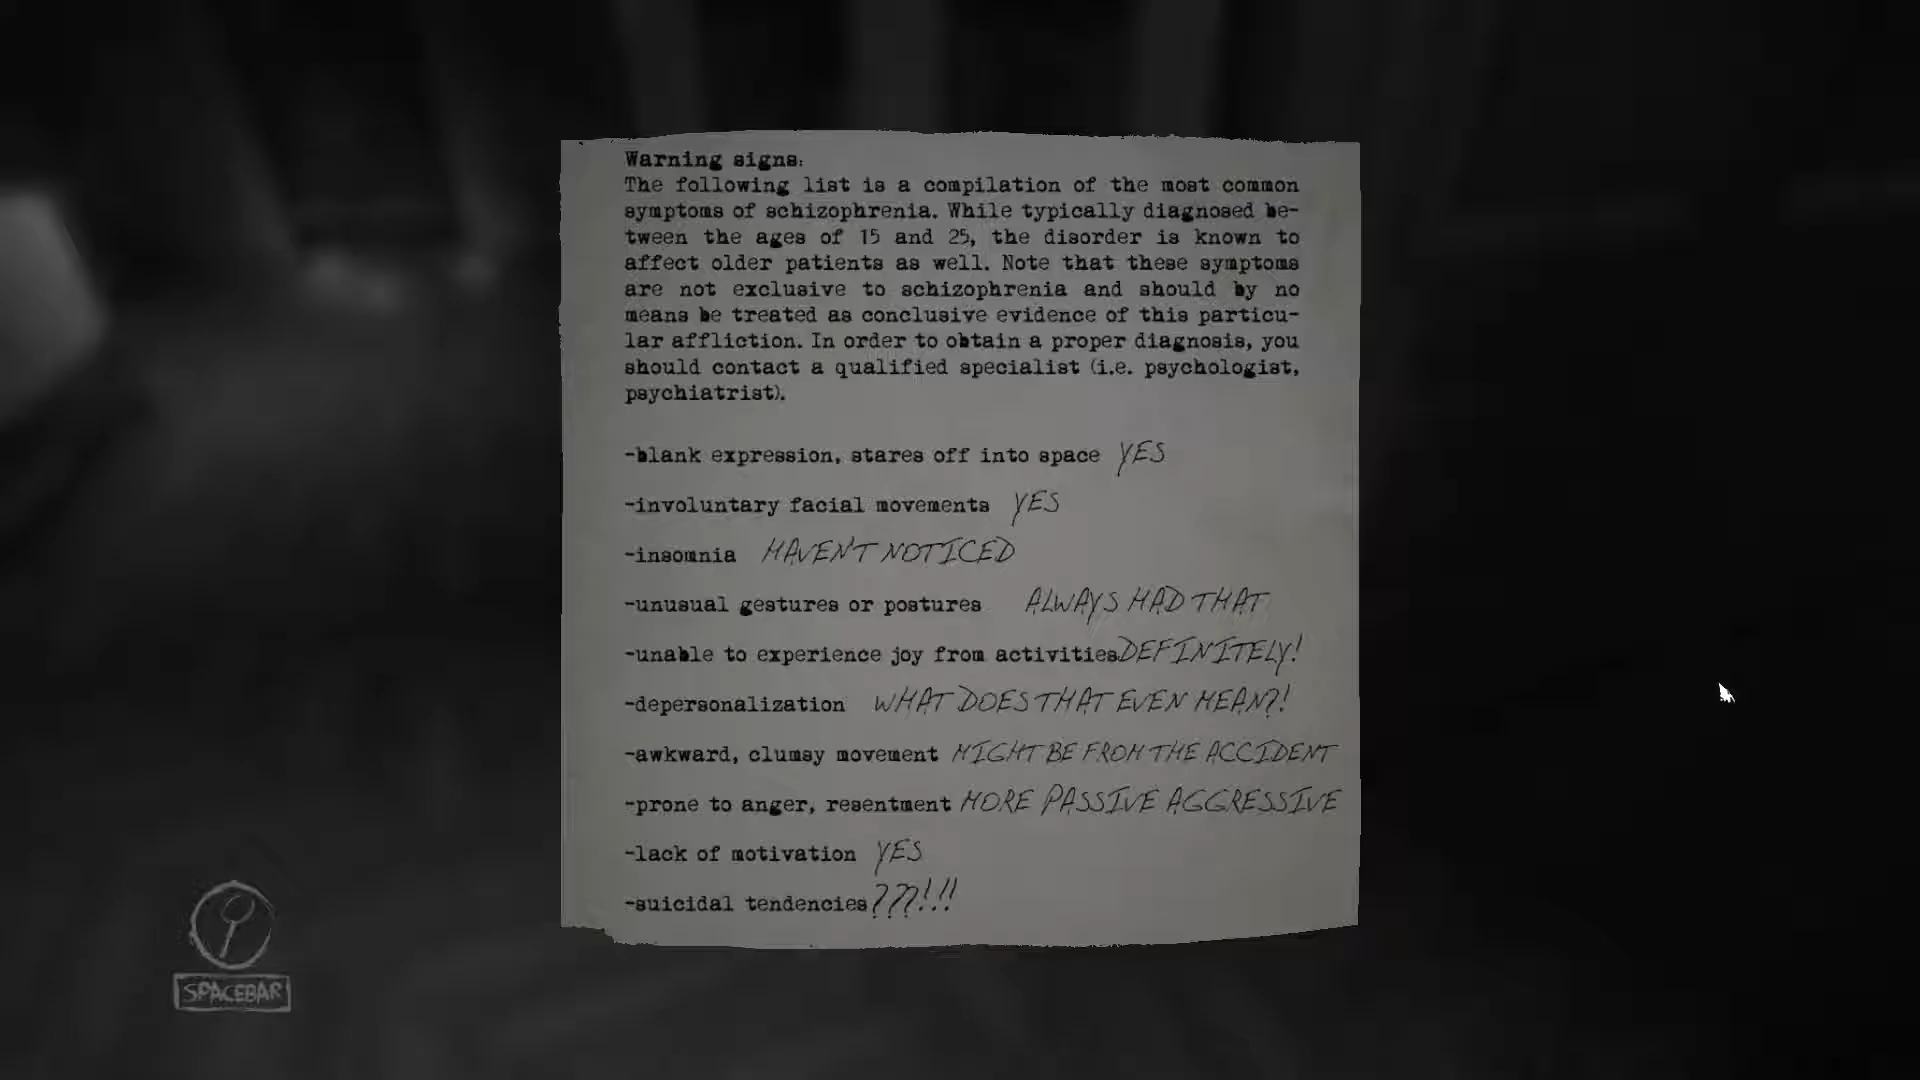 Warning signs:
The following list is a compilation of the most common
symptoms of schizophrenia. While typically diagnosed be-
tween the ages of 15 and 25, the disorder is known to
affect older patients as well. Note that these symptoms
are not exclusive to schizophrenia and should by no
means be treated as conclusive evidence of this particu-
lar affliction. In order to obtain a proper diagnosis, you
should contact a qualified specialist (i.e. psychologist,
psychiatrist).
-blank expression, stares off into space YES
-involuntary facial movements YES
-insomnia HAVEN'T NOTICED
-unusual gestures or postures ALWAYS HAD THAT
-unable to experience joy from activities DEFINITELY!
-depersonalization WHAT DOES THAT EVEN MEAN?!
-awkward, clumsy movement MIGHT BE FROM THE ACCIDENT
-prone to anger, resentment MORE PASSIVE AGGRESSIVE
-lack of motivation YES
-suicidal tendencies ???!!!
SPACEBAR